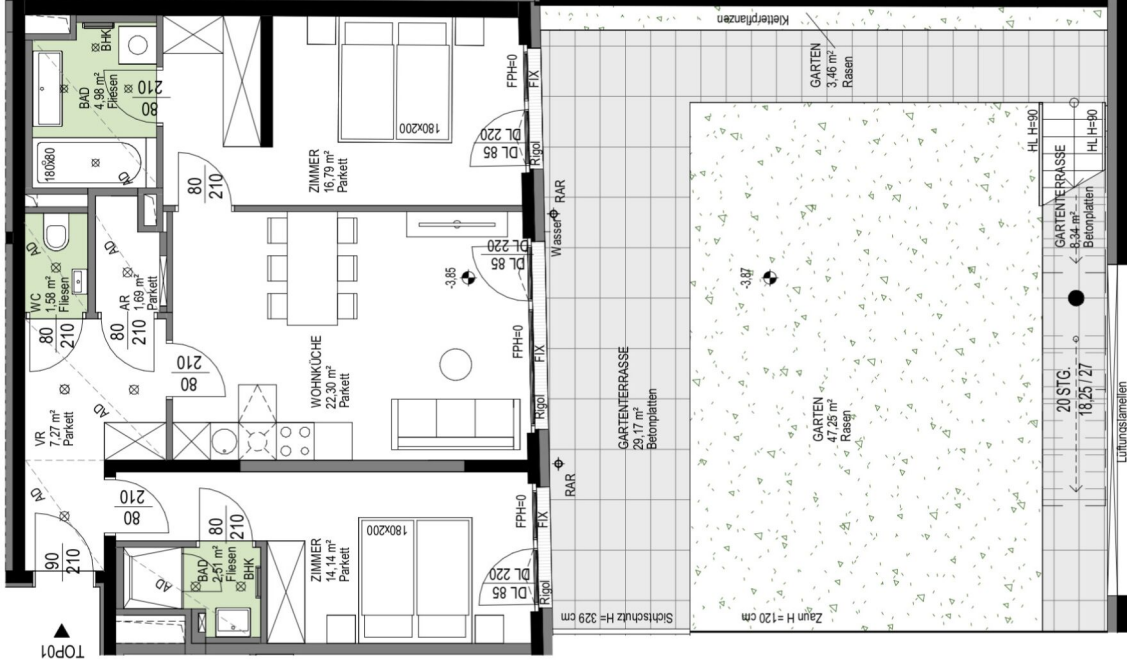 Kletterpflanzen
GARTEN
3,46 m²
Rasen
BHK
BAD
4,98 m²
Fliesen
80
210
180x80
AD
180x200
ZIMMER
16,79 m²
Parkett
FPH=0
FIX
DL 85
DL 220
Rigol
80
210
HL H=90
HL H=90
GARTENTERRASSE
8,34 m²
Betonplatten
RAR
Wasser
AD
WC
1,58 m²
Fliesen
AD
AR
1,69 m²
Parkett
80
210
80
210
DL 85
DL 220
-3,85
-3,87
FPH=0
FIX
Rigol
WOHNKÜCHE
22,30 m²
Parkett
80
210
GARTENTERRASSE
29,17 m²
Betonplatten
GARTEN
47,25 m²
Rasen
20 STG.
18,25 / 27
Lüftungslamellen
VR
7,27 m²
Parkett
AD
RAR
AD
80
210
80
210
180x200
FPH=0
FIX
DL 85
DL 220
Rigol
90
210
AD
BAD
2,51 m²
Fliesen
BHK
ZIMMER
14,14 m²
Parkett
Sichtschutz H= 329 cm
Zaun H=120 cm
TOP01